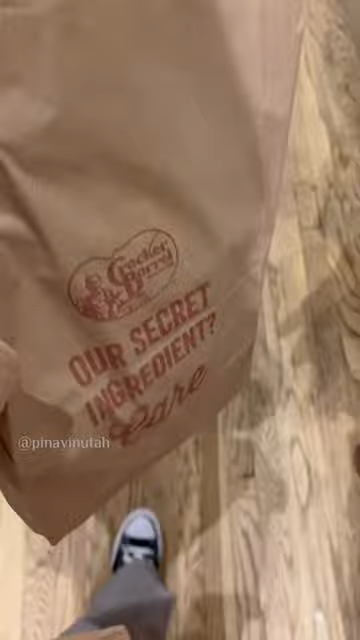 Cracker
Barrel
OUR SECRET
INGREDIENT?
Care
@pinavinutah